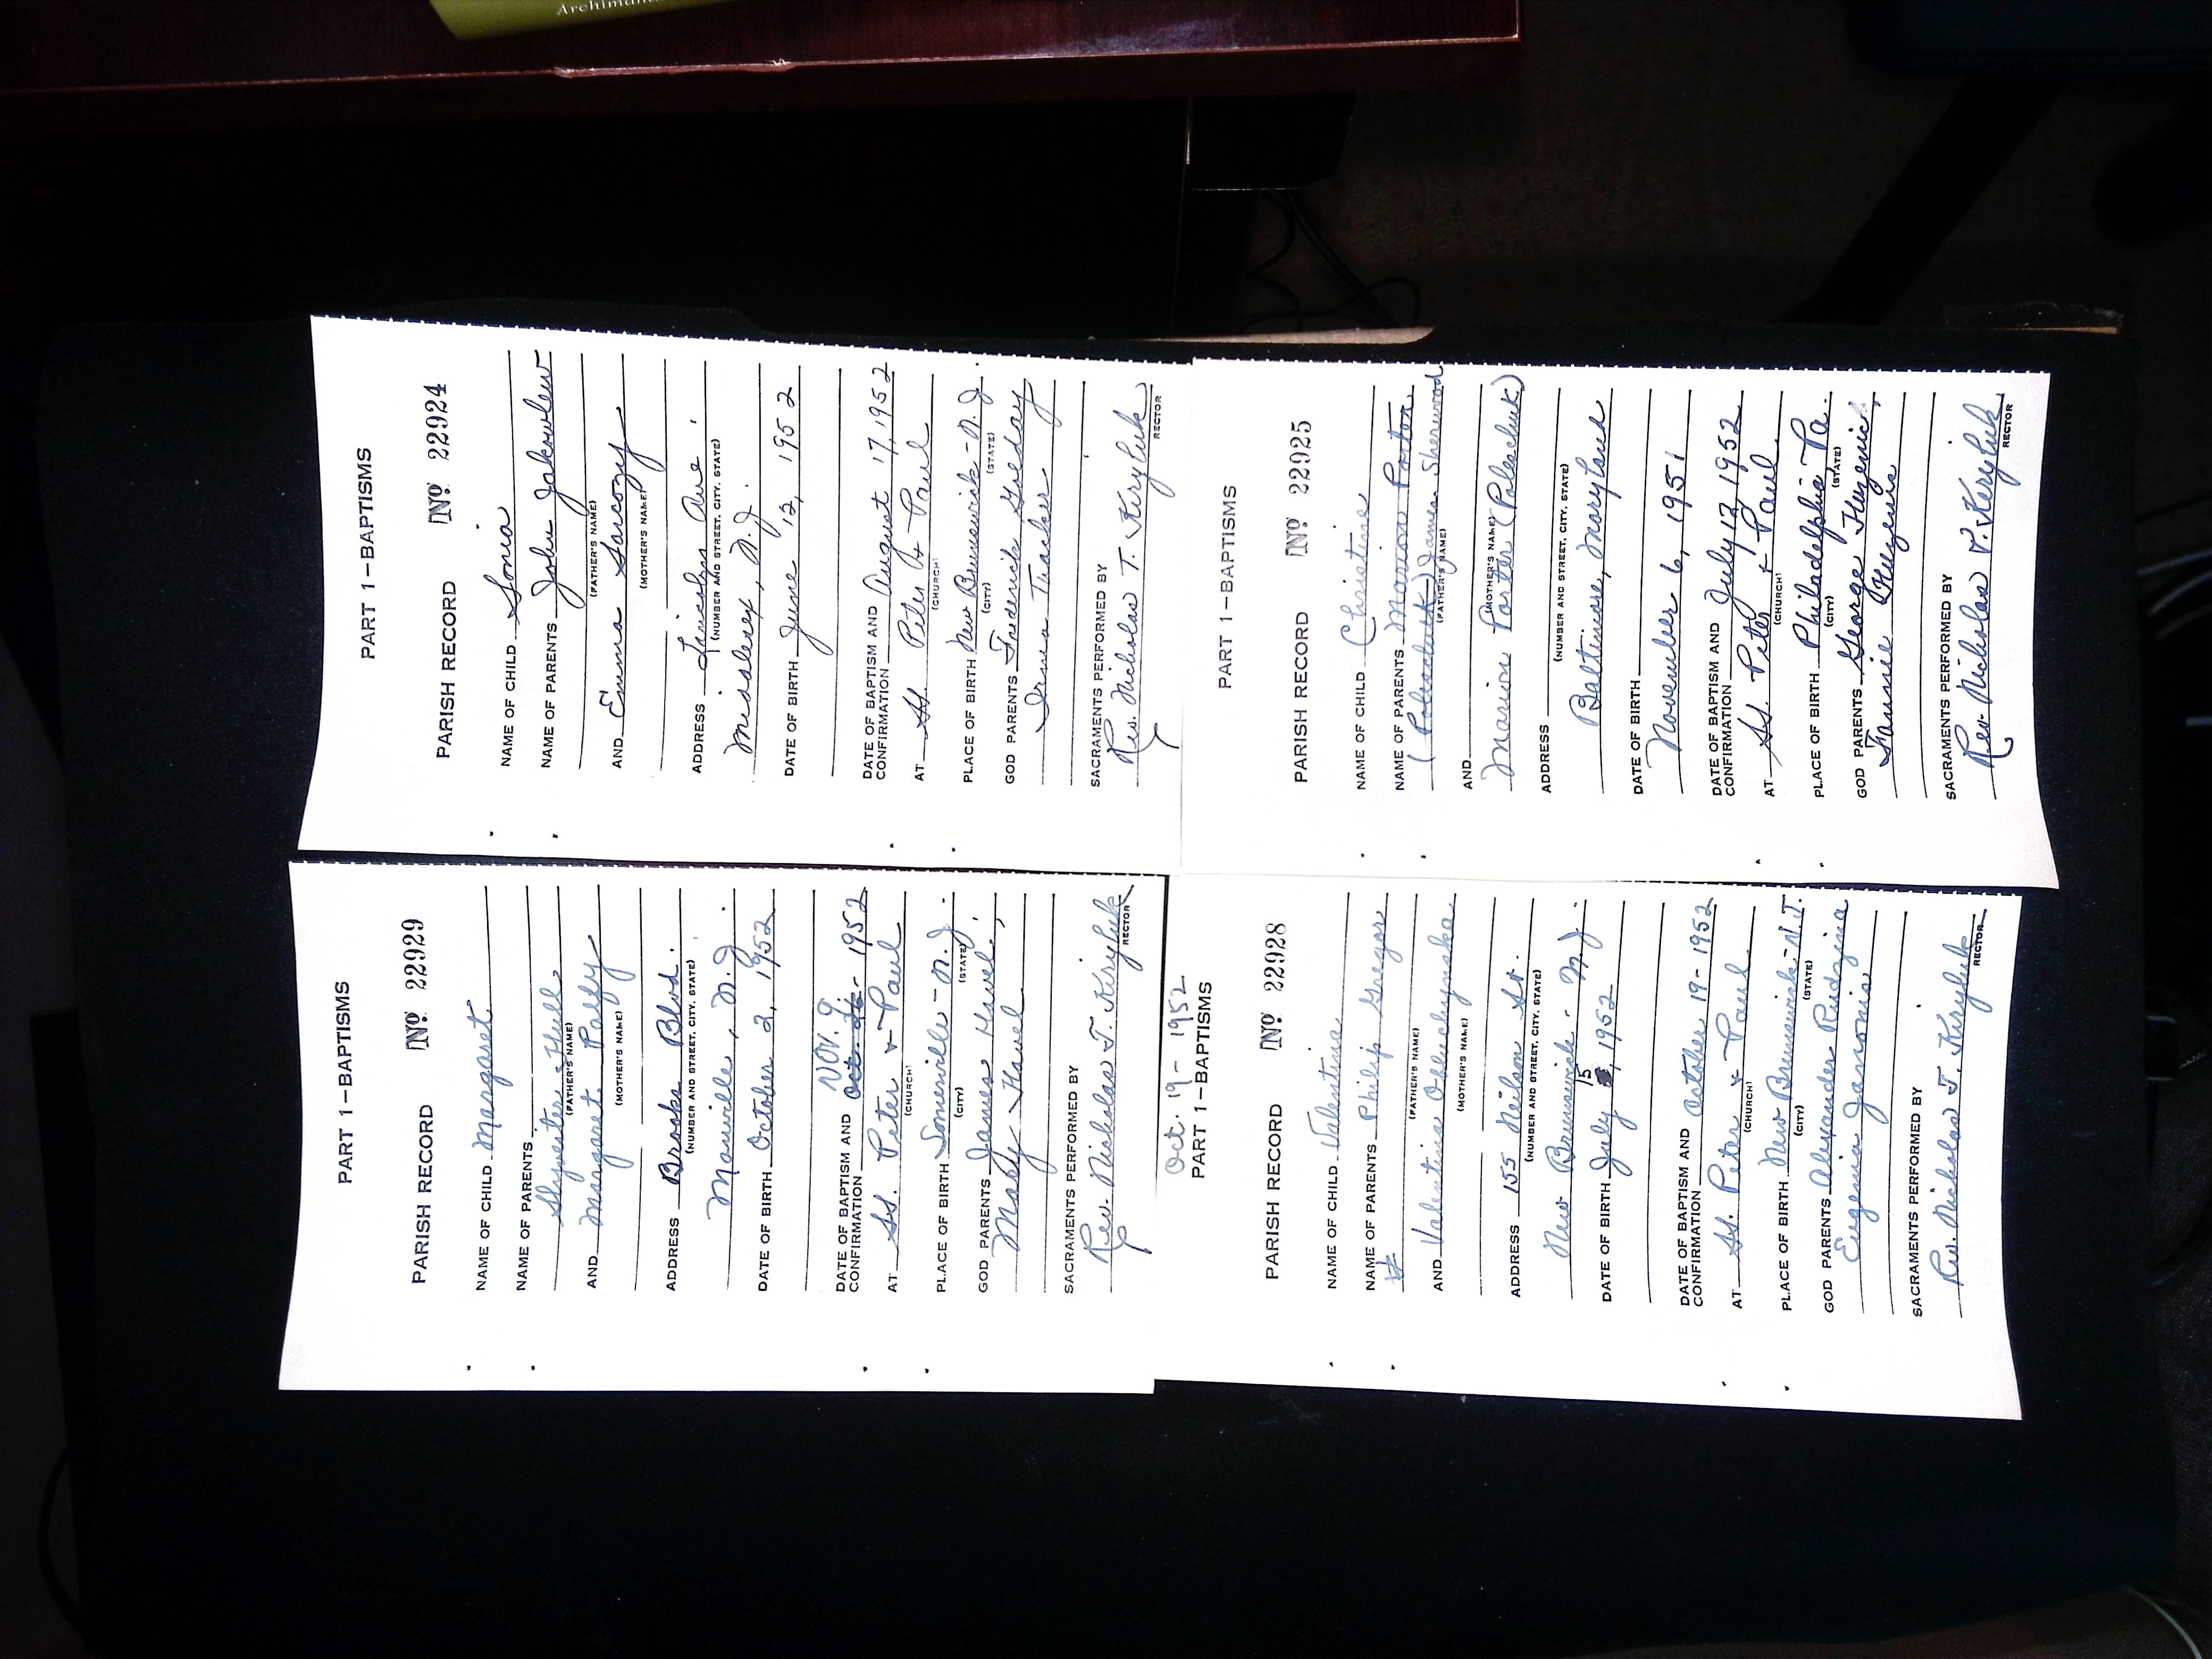 PART 1—BAPTISMS
PARISH RECORD No 22929
NAME OF CHILD Margaret
NAME OF PARENTS
Slyvester Hull
(FATHER'S NAME)
AND Margaret Palfy
(MOTHER'S NAME)
ADDRESS Brooks Blvd.
(NUMBER AND STREET, CITY, STATE)
Manville, N.J.
DATE OF BIRTH October 2, 1952
NOV. 9.
DATE OF BAPTISM AND
CONFIRMATION Oct. 26 - 1952
AT SS. Peter & Paul
(CHURCH)
PLACE OF BIRTH Somerville - N.J.
(CITY) (STATE)
GOD PARENTS James Havel,
Mary Havel
SACRAMENTS PERFORMED BY
Rev. Nicholas T. Kiryluk
RECTOR
PART 1—BAPTISMS
PARISH RECORD No 22924
NAME OF CHILD Sonia
NAME OF PARENTS John Jakowlew
(FATHER'S NAME)
AND Emma Sarcozy
(MOTHER'S NAME)
ADDRESS Lincoln Ave
(NUMBER AND STREET, CITY, STATE)
Middlesex, N.J.
DATE OF BIRTH June 12, 1952
DATE OF BAPTISM AND
CONFIRMATION August 17, 1952
AT SS. Peter & Paul
(CHURCH)
PLACE OF BIRTH New Brunswick - N.J.
(CITY) (STATE)
GOD PARENTS Frederick Golday
Irma Thacker
SACRAMENTS PERFORMED BY
Rev. Nicholas T. Kiryluk
RECTOR
Oct. 19 - 1952
PART 1—BAPTISMS
PARISH RECORD No 22928
NAME OF CHILD Valentina
NAME OF PARENTS Philip Gregor
(FATHER'S NAME)
AND Valentina Obluchynska
(MOTHER'S NAME)
ADDRESS 155 Neilson St.
(NUMBER AND STREET, CITY, STATE)
New Brunswick - N.J.
15
DATE OF BIRTH July , 1952
DATE OF BAPTISM AND
CONFIRMATION October 19 - 1952
AT SS. Peter & Paul
(CHURCH)
PLACE OF BIRTH New Brunswick - N.J.
(CITY) (STATE)
GOD PARENTS Alexander Rudzina
Eugenia Janonis
SACRAMENTS PERFORMED BY
Rev. Nicholas T. Kiryluk
RECTOR
PART 1—BAPTISMS
PARISH RECORD No 22925
NAME OF CHILD Christine
NAME OF PARENTS Marion Porter
(Poleschuk) James Sherwood
(FATHER'S NAME)
AND
(MOTHER'S NAME)
Marion Porter (Poleschuk)
ADDRESS
(NUMBER AND STREET, CITY, STATE)
Baltimore, Maryland
DATE OF BIRTH
November 6, 1951
DATE OF BAPTISM AND
CONFIRMATION July 12, 1952
AT SS. Peter & Paul
(CHURCH)
PLACE OF BIRTH Philadelphia, Pa.
(CITY) (STATE)
GOD PARENTS George Huzenic,
Fannie Huzenic
SACRAMENTS PERFORMED BY
Rev. Nicholas T. Kiryluk
RECTOR